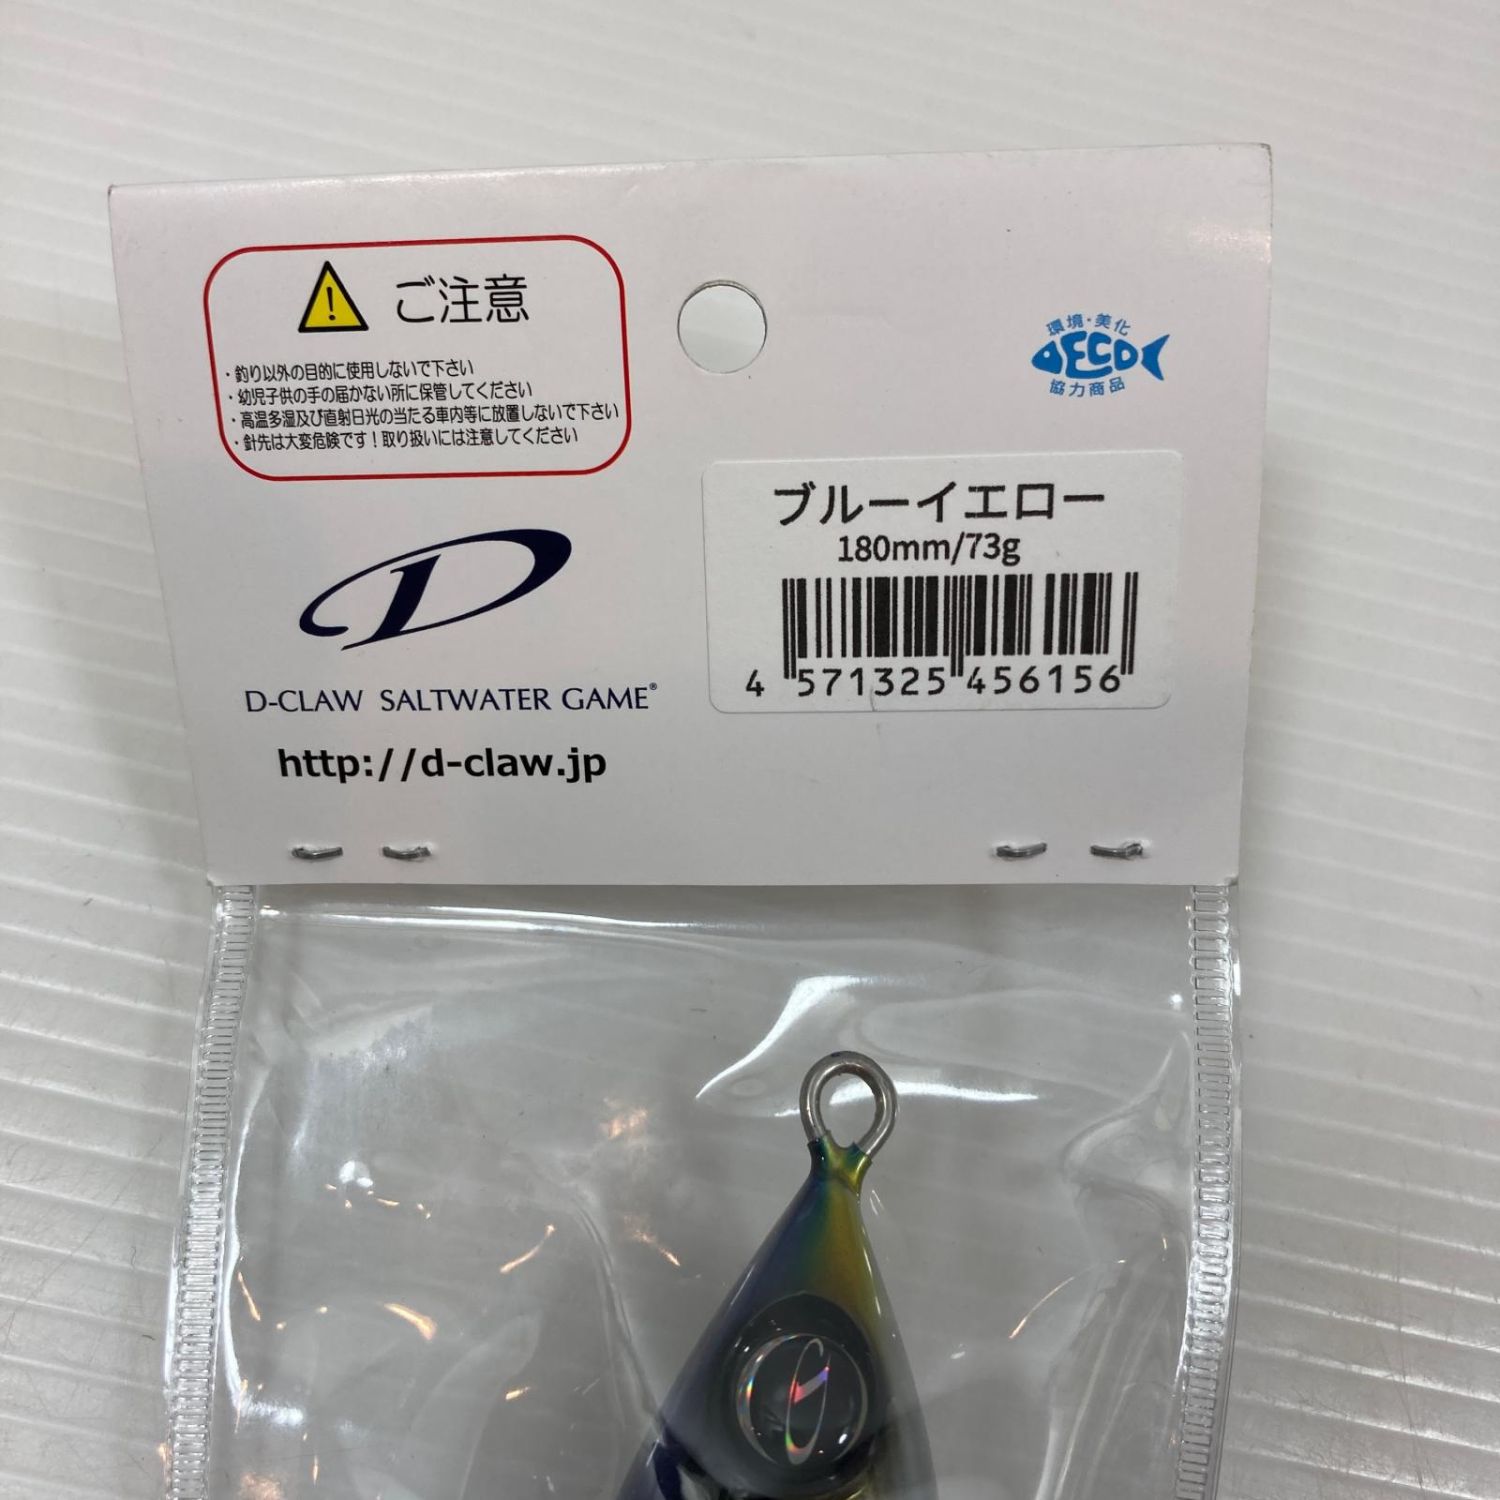 ご注意
・釣り以外の目的に使用しないで下さい
・幼児子供の手の届かない所に保管してください
・高温多湿及び直射日光の当たる車内等に放置しないで下さい
・針先は大変危険です！取り扱いには注意してください
D-CLAW SALTWATER GAME®
http://d-claw.jp
環境・美化
ECO
協力商品
ブルーイエロー
180mm/73g
4 571325 456156